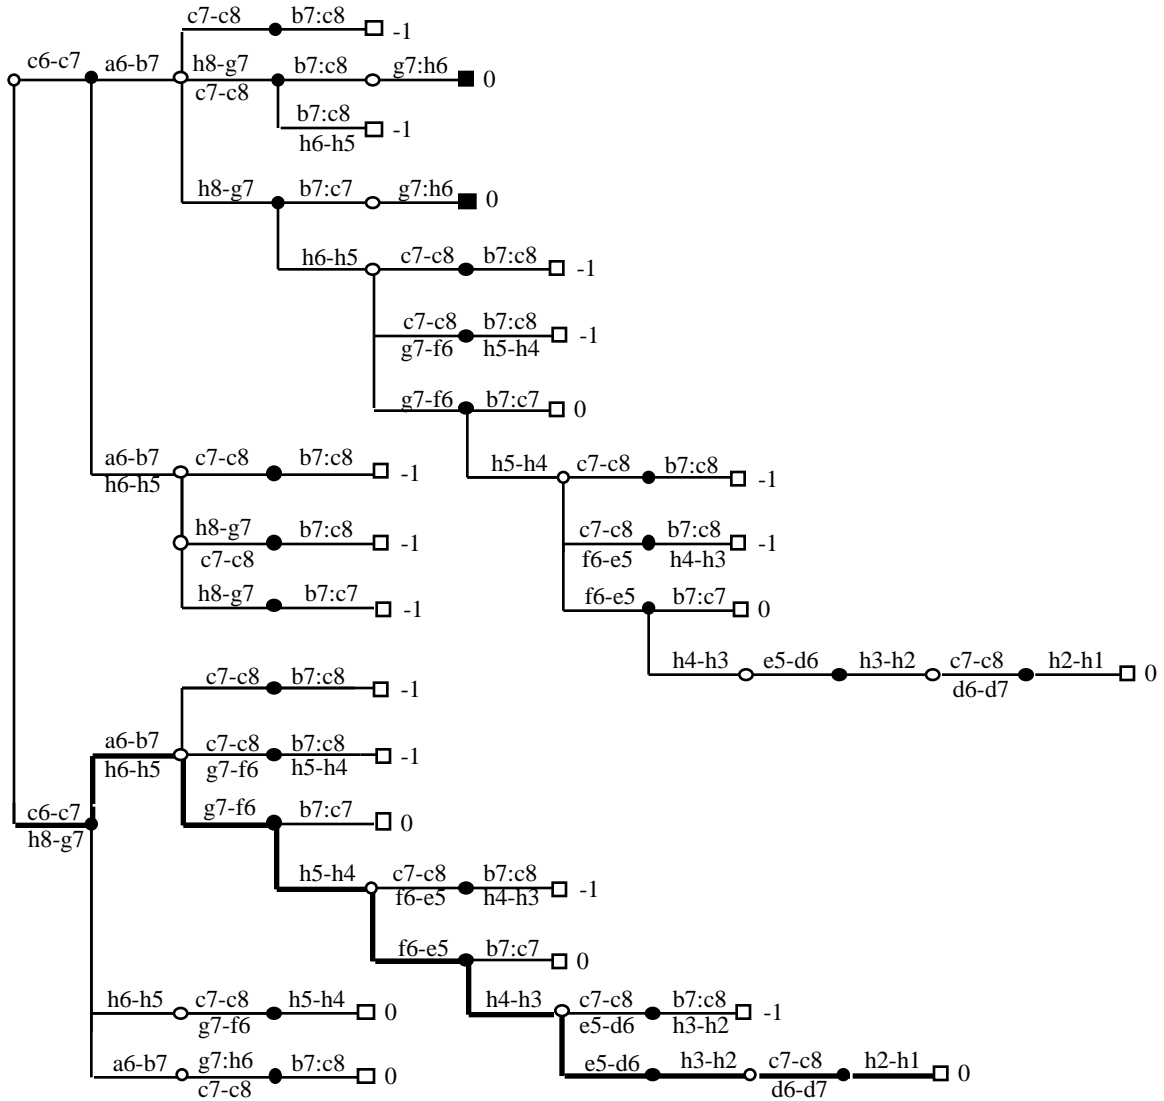 c7-c8 b7:c8 -1
c6-c7 a6-b7 h8-g7 b7:c8 g7:h6 0
c7-c8
b7:c8 -1
h6-h5
h8-g7 b7:c7 g7:h6 0
h6-h5 c7-c8 b7:c8 -1
c7-c8 b7:c8 -1
g7-f6 h5-h4
g7-f6 b7:c7 0
a6-b7 c7-c8 b7:c8 -1 h5-h4 c7-c8 b7:c8 -1
h6-h5
h8-g7 b7:c8 -1 c7-c8 b7:c8 -1
c7-c8 f6-e5 h4-h3
h8-g7 b7:c7 -1 f6-e5 b7:c7 0
h4-h3 e5-d6 h3-h2 c7-c8 h2-h1 0
d6-d7
c7-c8 b7:c8 -1
a6-b7 c7-c8 b7:c8 -1
h6-h5 g7-f6 h5-h4
c6-c7 g7-f6 b7:c7 0
h8-g7
h5-h4 c7-c8 b7:c8 -1
f6-e5 h4-h3
f6-e5 b7:c7 0
h6-h5 c7-c8 h5-h4 0 h4-h3 c7-c8 b7:c8 -1
g7-f6 e5-d6 h3-h2
a6-b7 g7:h6 b7:c8 0 e5-d6 h3-h2 c7-c8 h2-h1 0
c7-c8 d6-d7